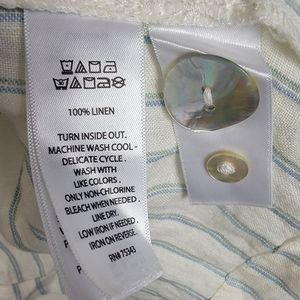 100% LINEN
TURN INSIDE OUT.
MACHINE WASH COOL -
DELICATE CYCLE.
WASH WITH
LIKE COLORS.
ONLY NON-CHLORINE
BLEACH WHEN NEEDED.
LINE DRY.
LOW IRON IF NEEDED.
IRON ON REVERSE.
RN# 75343